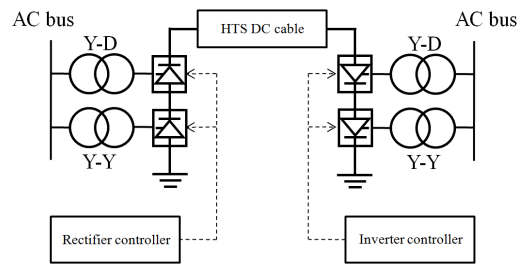 AC bus
HTS DC cable
AC bus
Y-D
Y-D
Y-Y
Y-Y
Rectifier controller
Inverter controller